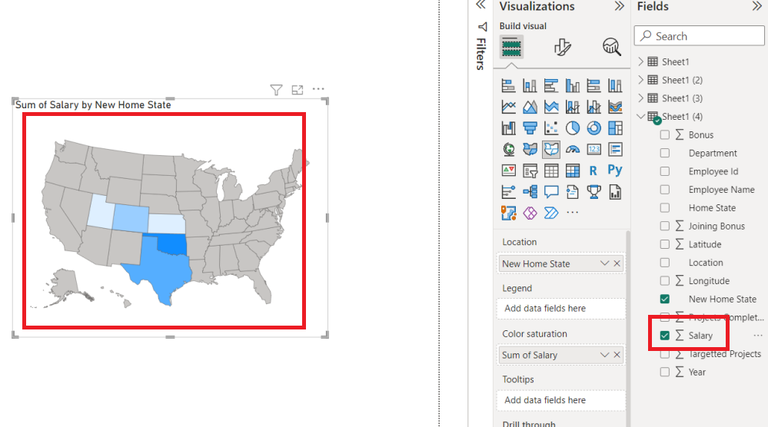 Sum of Salary by New Home State
Filters
Visualizations
Build visual
R
Py
123
Location
New Home State
Legend
Add data fields here
Color saturation
Sum of Salary
Tooltips
Add data fields here
Drill through
Fields
Search
Sheet1
Sheet1 (2)
Sheet1 (3)
Sheet1 (4)
Bonus
Department
Employee Id
Employee Name
Home State
Joining Bonus
Latitude
Location
Longitude
New Home State
Projects Complet...
Salary
Targetted Projects
Year